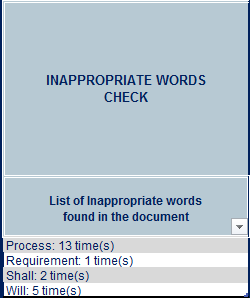 INAPPROPRIATE WORDS
CHECK
List of Inappropriate words
found in the document
Process: 13 time(s)
Requirement: 1 time(s)
Shall: 2 time(s)
Will: 5 time(s)